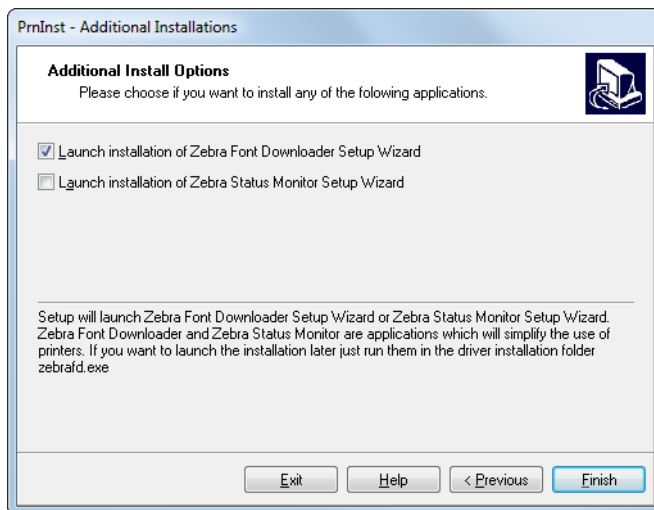 PrnInst - Additional Installations
Additional Install Options
Please choose if you want to install any of the folowing applications.
Launch installation of Zebra Font Downloader Setup Wizard
Launch installation of Zebra Status Monitor Setup Wizard
Setup will launch Zebra Font Downloader Setup Wizard or Zebra Status Monitor Setup Wizard.
Zebra Font Downloader and Zebra Status Monitor are applications which will simplify the use of
printers. If you want to launch the installation later just run them in the driver installation folder
zebrafd.exe
Exit Help < Previous Finish